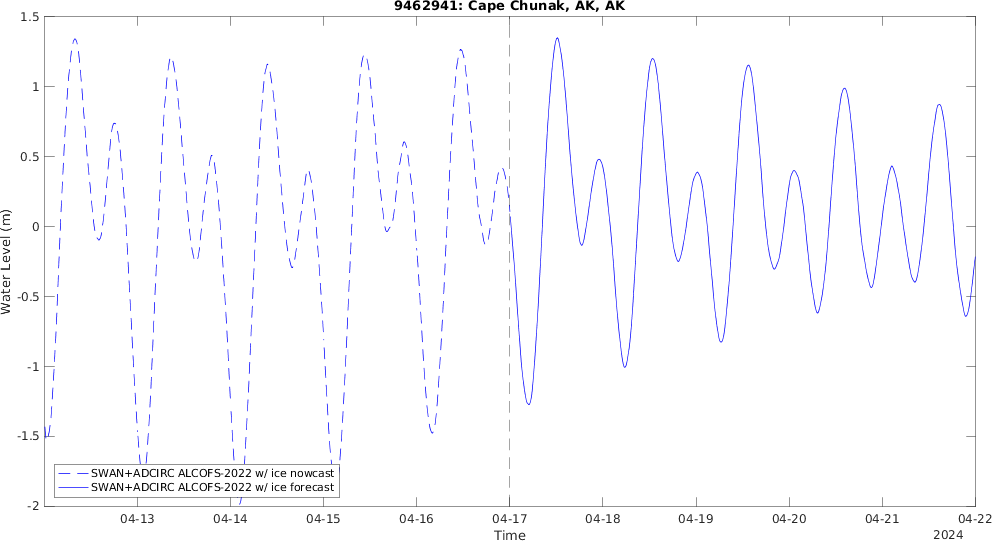 9462941: Cape Chunak, AK, AK
1.5
1
0.5
0
-0.5
-1
-1.5
-2
Water Level (m)
SWAN+ADCIRC ALCOFS-2022 w/ ice nowcast
SWAN+ADCIRC ALCOFS-2022 w/ ice forecast
04-13 04-14 04-15 04-16 04-17 04-18 04-19 04-20 04-21 04-22
Time
2024